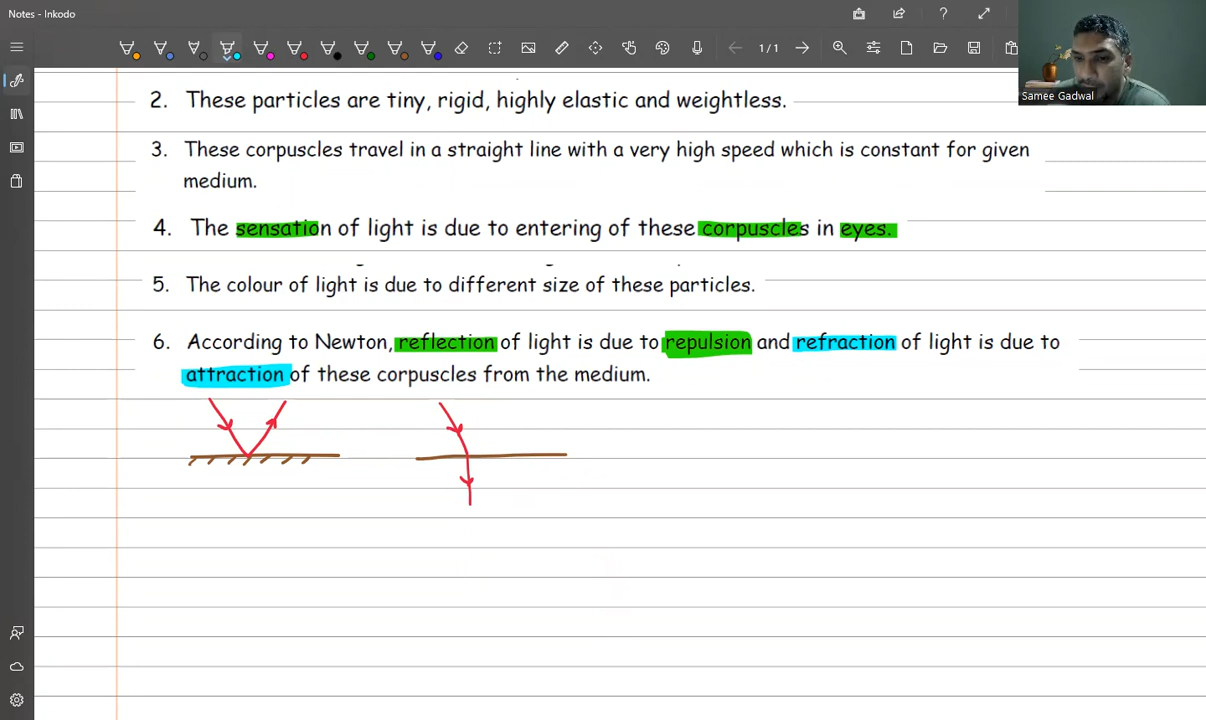 Notes - Inkodo
1/1
Samee Gadwal
2. These particles are tiny, rigid, highly elastic and weightless.
3. These corpuscles travel in a straight line with a very high speed which is constant for given
medium.
4. The sensation of light is due to entering of these corpuscles in eyes.
5. The colour of light is due to different size of these particles.
6. According to Newton, reflection of light is due to repulsion and refraction of light is due to
attraction of these corpuscles from the medium.